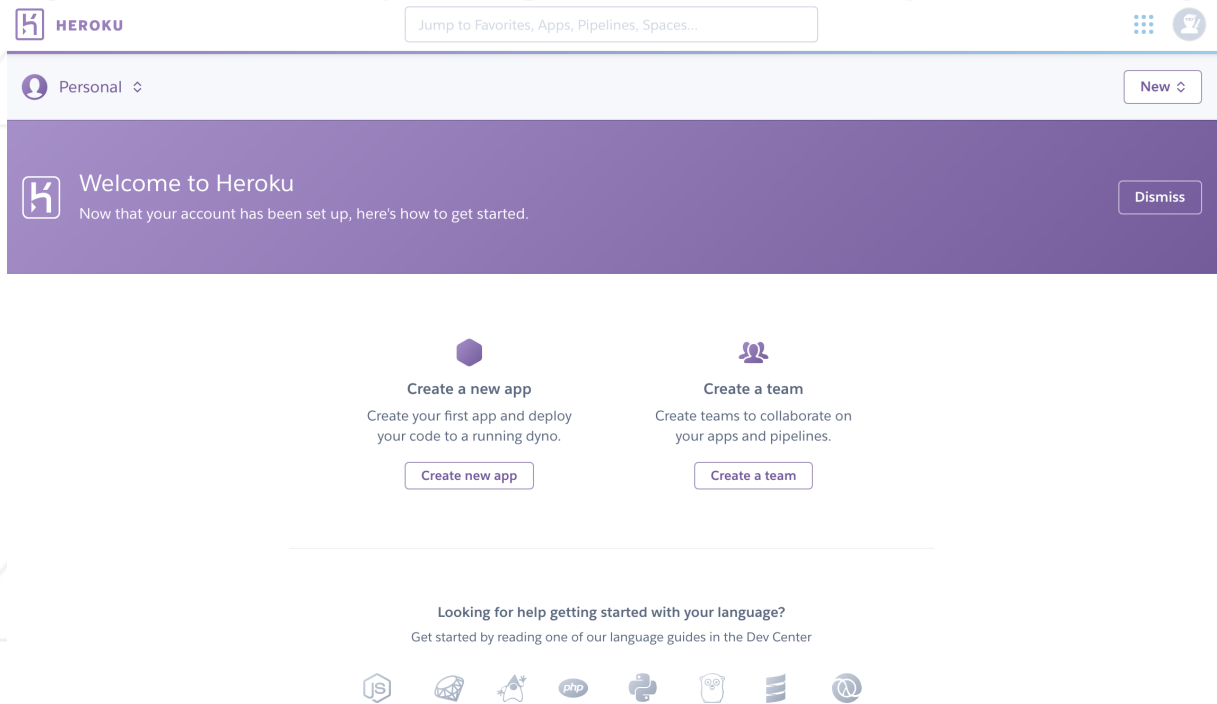 HEROKU
Jump to Favorites, Apps, Pipelines, Spaces...
Personal
New
Welcome to Heroku
Now that your account has been set up, here's how to get started.
Dismiss
Create a new app
Create your first app and deploy
your code to a running dyno.
Create new app
Create a team
Create teams to collaborate on
your apps and pipelines.
Create a team
Looking for help getting started with your language?
Get started by reading one of our language guides in the Dev Center
JS
php